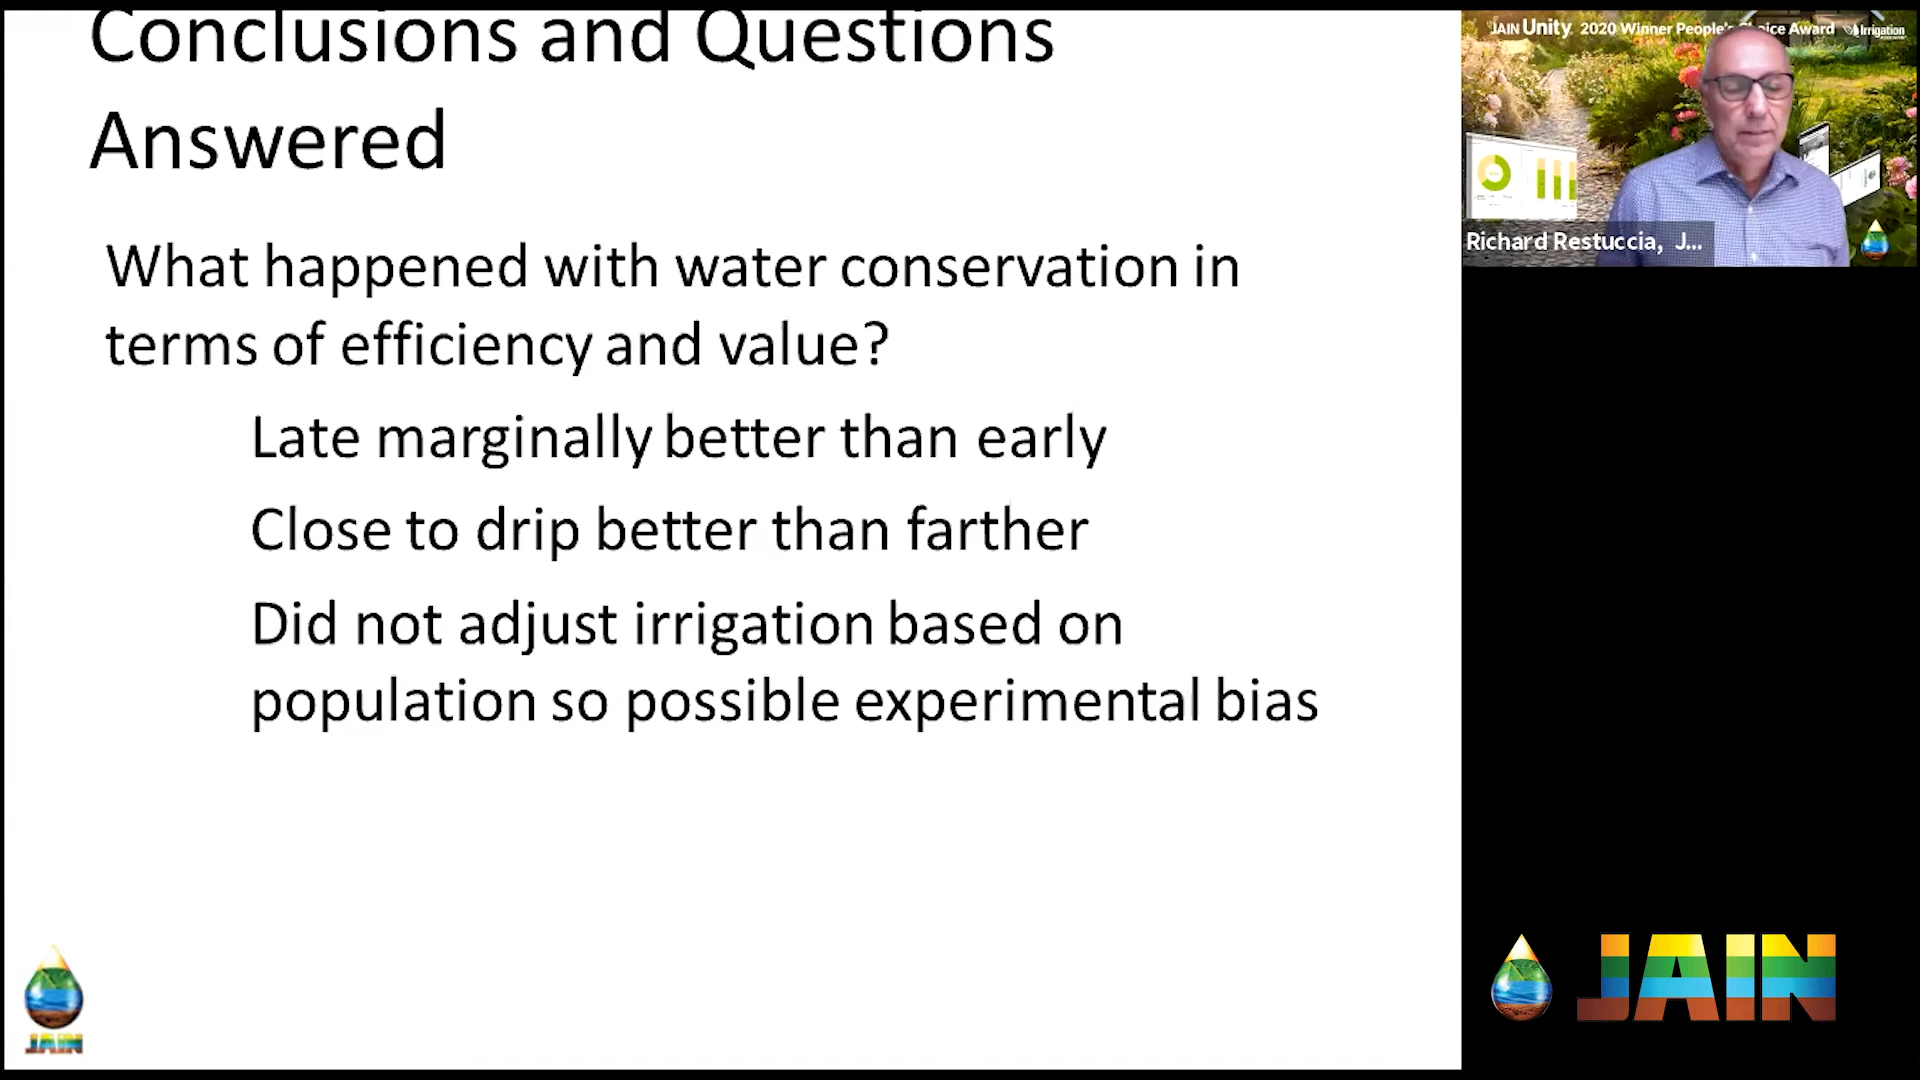 Conclusions and Questions
Answered
What happened with water conservation in
terms of efficiency and value?
Late marginally better than early
Close to drip better than farther
Did not adjust irrigation based on
population so possible experimental bias
JAIN
JAIN Unity 2020 Winner People's Choice Award Irrigation
Richard Restuccia, J...
JAIN